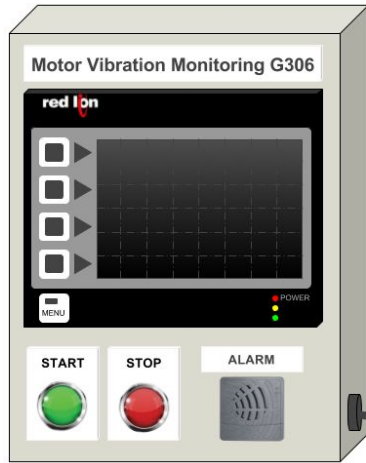 Motor Vibration Monitoring G306
red lion
POWER
MENU
START
STOP
ALARM